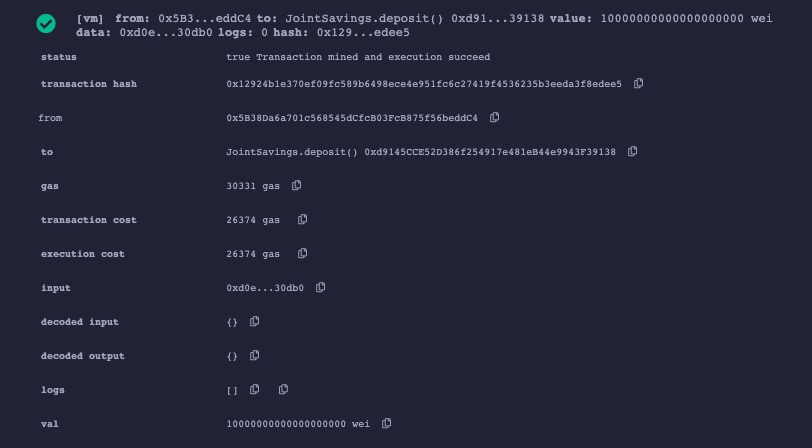 [vm] from: 0x5B3...eddC4 to: JointSavings.deposit() 0xd91...39138 value: 10000000000000000000 wei
data: 0xd0e...30db0 logs: 0 hash: 0x129...edee5
status true Transaction mined and execution succeed
transaction hash 0x12924b1e370ef09fc589b6498ece4e951fc6c27419f4536235b3eeda3f8edee5
from 0x5B38Da6a701c568545dCfcB03FcB875f56beddC4
to JointSavings.deposit() 0xd9145CCE52D386f254917e481eB44e9943F39138
gas 30331 gas
transaction cost 26374 gas
execution cost 26374 gas
input 0xd0e...30db0
decoded input {}
decoded output {}
logs []
val 10000000000000000000 wei